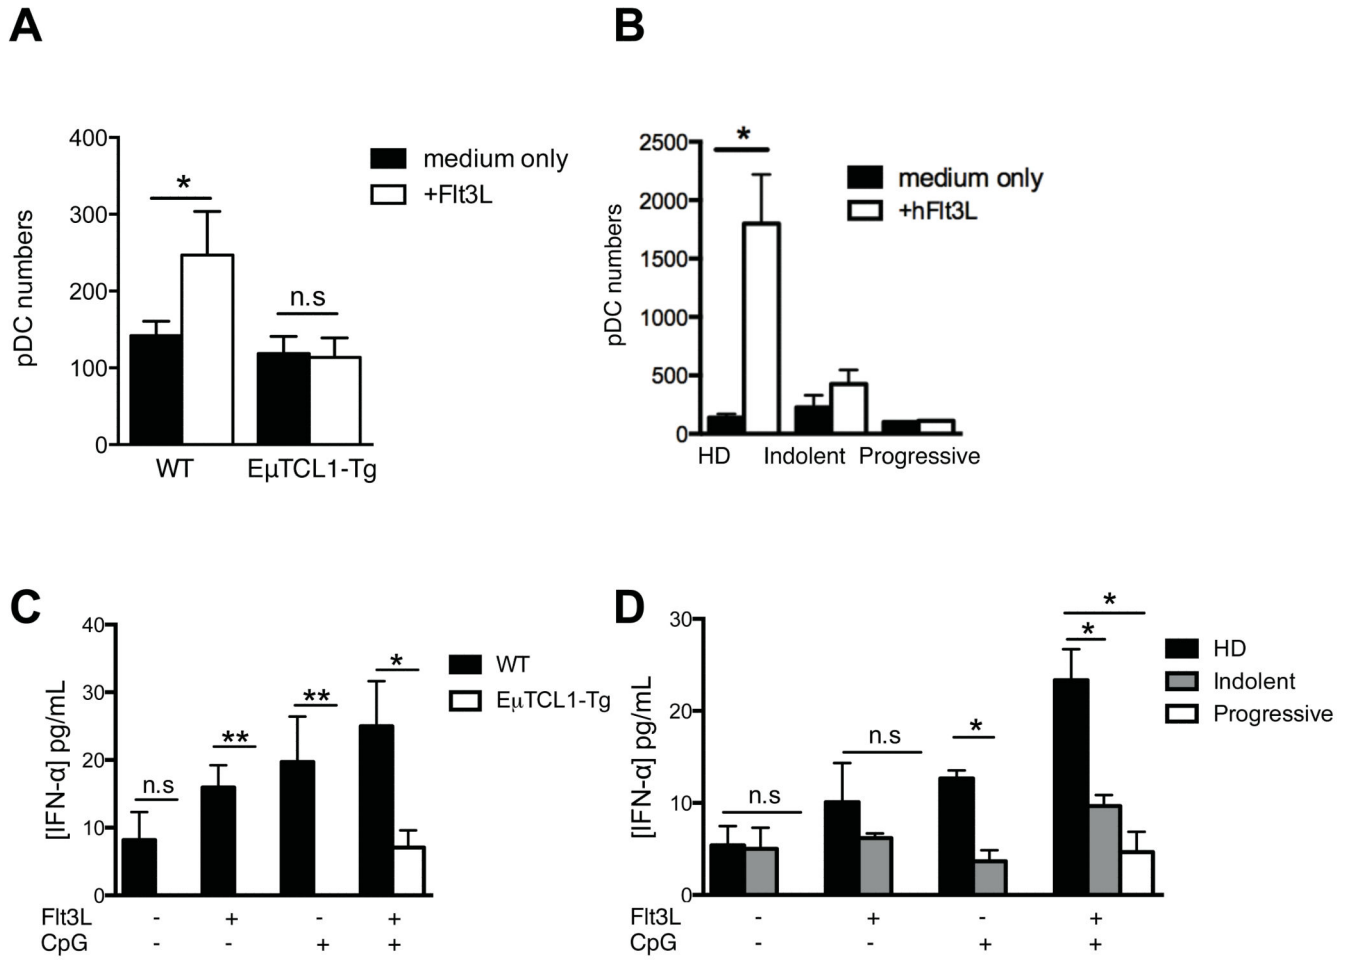 A
400
300
200
100
0
pDC numbers
*
n.s
medium only
+Flt3L
WT EμTCL1-Tg
B
2500
2000
1500
1000
500
0
pDC numbers
*
medium only
+hFlt3L
HD Indolent Progressive
C
40
30
20
10
0
[IFN-α] pg/mL
n.s
**
**
*
WT
EμTCL1-Tg
Flt3L - + - +
CpG - - + +
D
30
20
10
0
[IFN-α] pg/mL
n.s
n.s
*
*
*
HD
Indolent
Progressive
Flt3L - + - +
CpG - - + +